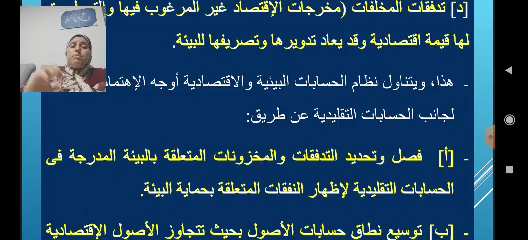 [د] تدفقات المخلفات (مخرجات الإقتصاد غير المرغوب فيها
لها قيمة اقتصادية وقد يعاد تدويرها وتصريفها للبيئة.
- هذا، ويتناول نظام الحسابات البيئية والاقتصادية أوجه
لجانب الحسابات التقليدية عن طريق:
- [أ] فصل وتحديد التدفقات والمخزونات المتعلقة بالبيئة المدرجة فى
الحسابات التقليدية لإظهار النفقات المتعلقة بحماية البيئة.
- [ب] توسيع نطاق حسابات الأصول بحيث تتجاوز الأصول الإقتصادية